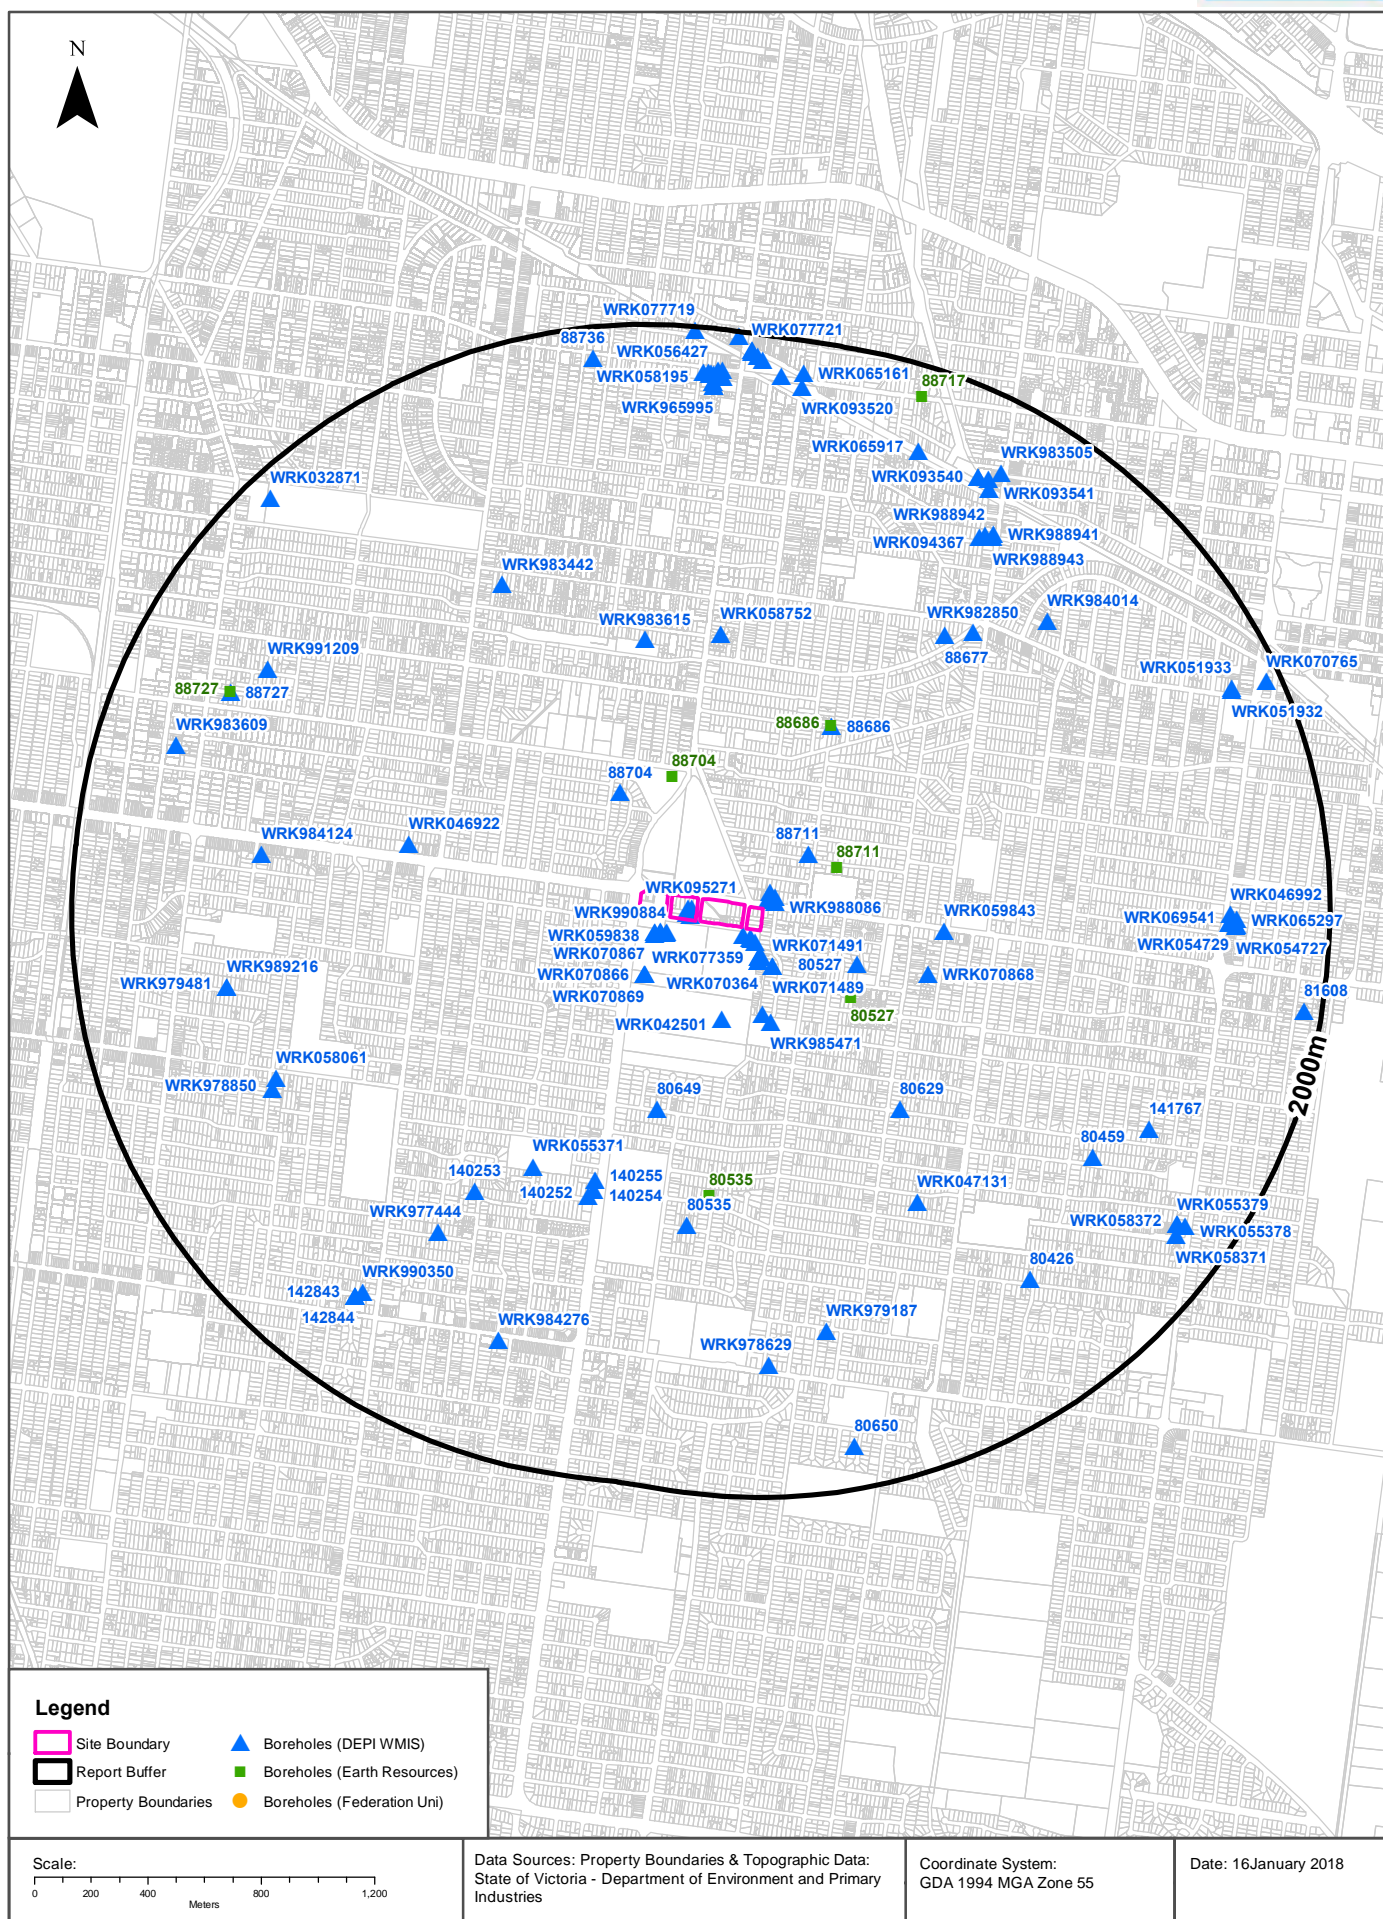 N
WRK077719
WRK077721
88736
WRK056427
WRK058195
WRK065161
88717
WRK965995
WRK093520
WRK065917
WRK983505
WRK032871
WRK093540
WRK093541
WRK988942
WRK094367
WRK988941
WRK988943
WRK983442
WRK984014
WRK983615
WRK058752
WRK982850
88677
WRK991209
WRK051933
WRK070765
88727
88727
WRK051932
WRK983609
88686
88686
88704
88704
WRK046922
WRK984124
88711
88711
WRK095271
WRK046992
WRK990884
WRK988086
WRK059843
WRK069541
WRK065297
WRK059838
WRK071491
WRK054729
WRK054727
WRK070867
WRK077359
80527
WRK989216
WRK070866
WRK070364
WRK071489
WRK070868
WRK979481
WRK070869
81608
80527
WRK042501
WRK985471
WRK058061
WRK978850
2000m
80649
80629
141767
80459
WRK055371
140253
140255
140252
140254
80535
80535
WRK047131
WRK977444
WRK055379
WRK058372
WRK055378
WRK058371
80426
WRK990350
142843
142844
WRK984276
WRK979187
WRK978629
80650
Legend
Site Boundary
Boreholes (DEPI WMIS)
Report Buffer
Boreholes (Earth Resources)
Property Boundaries
Boreholes (Federation Uni)
Scale:
0 200 400 800 1,200
Meters
Data Sources: Property Boundaries & Topographic Data:
State of Victoria - Department of Environment and Primary
Industries
Coordinate System:
GDA 1994 MGA Zone 55
Date: 16January 2018